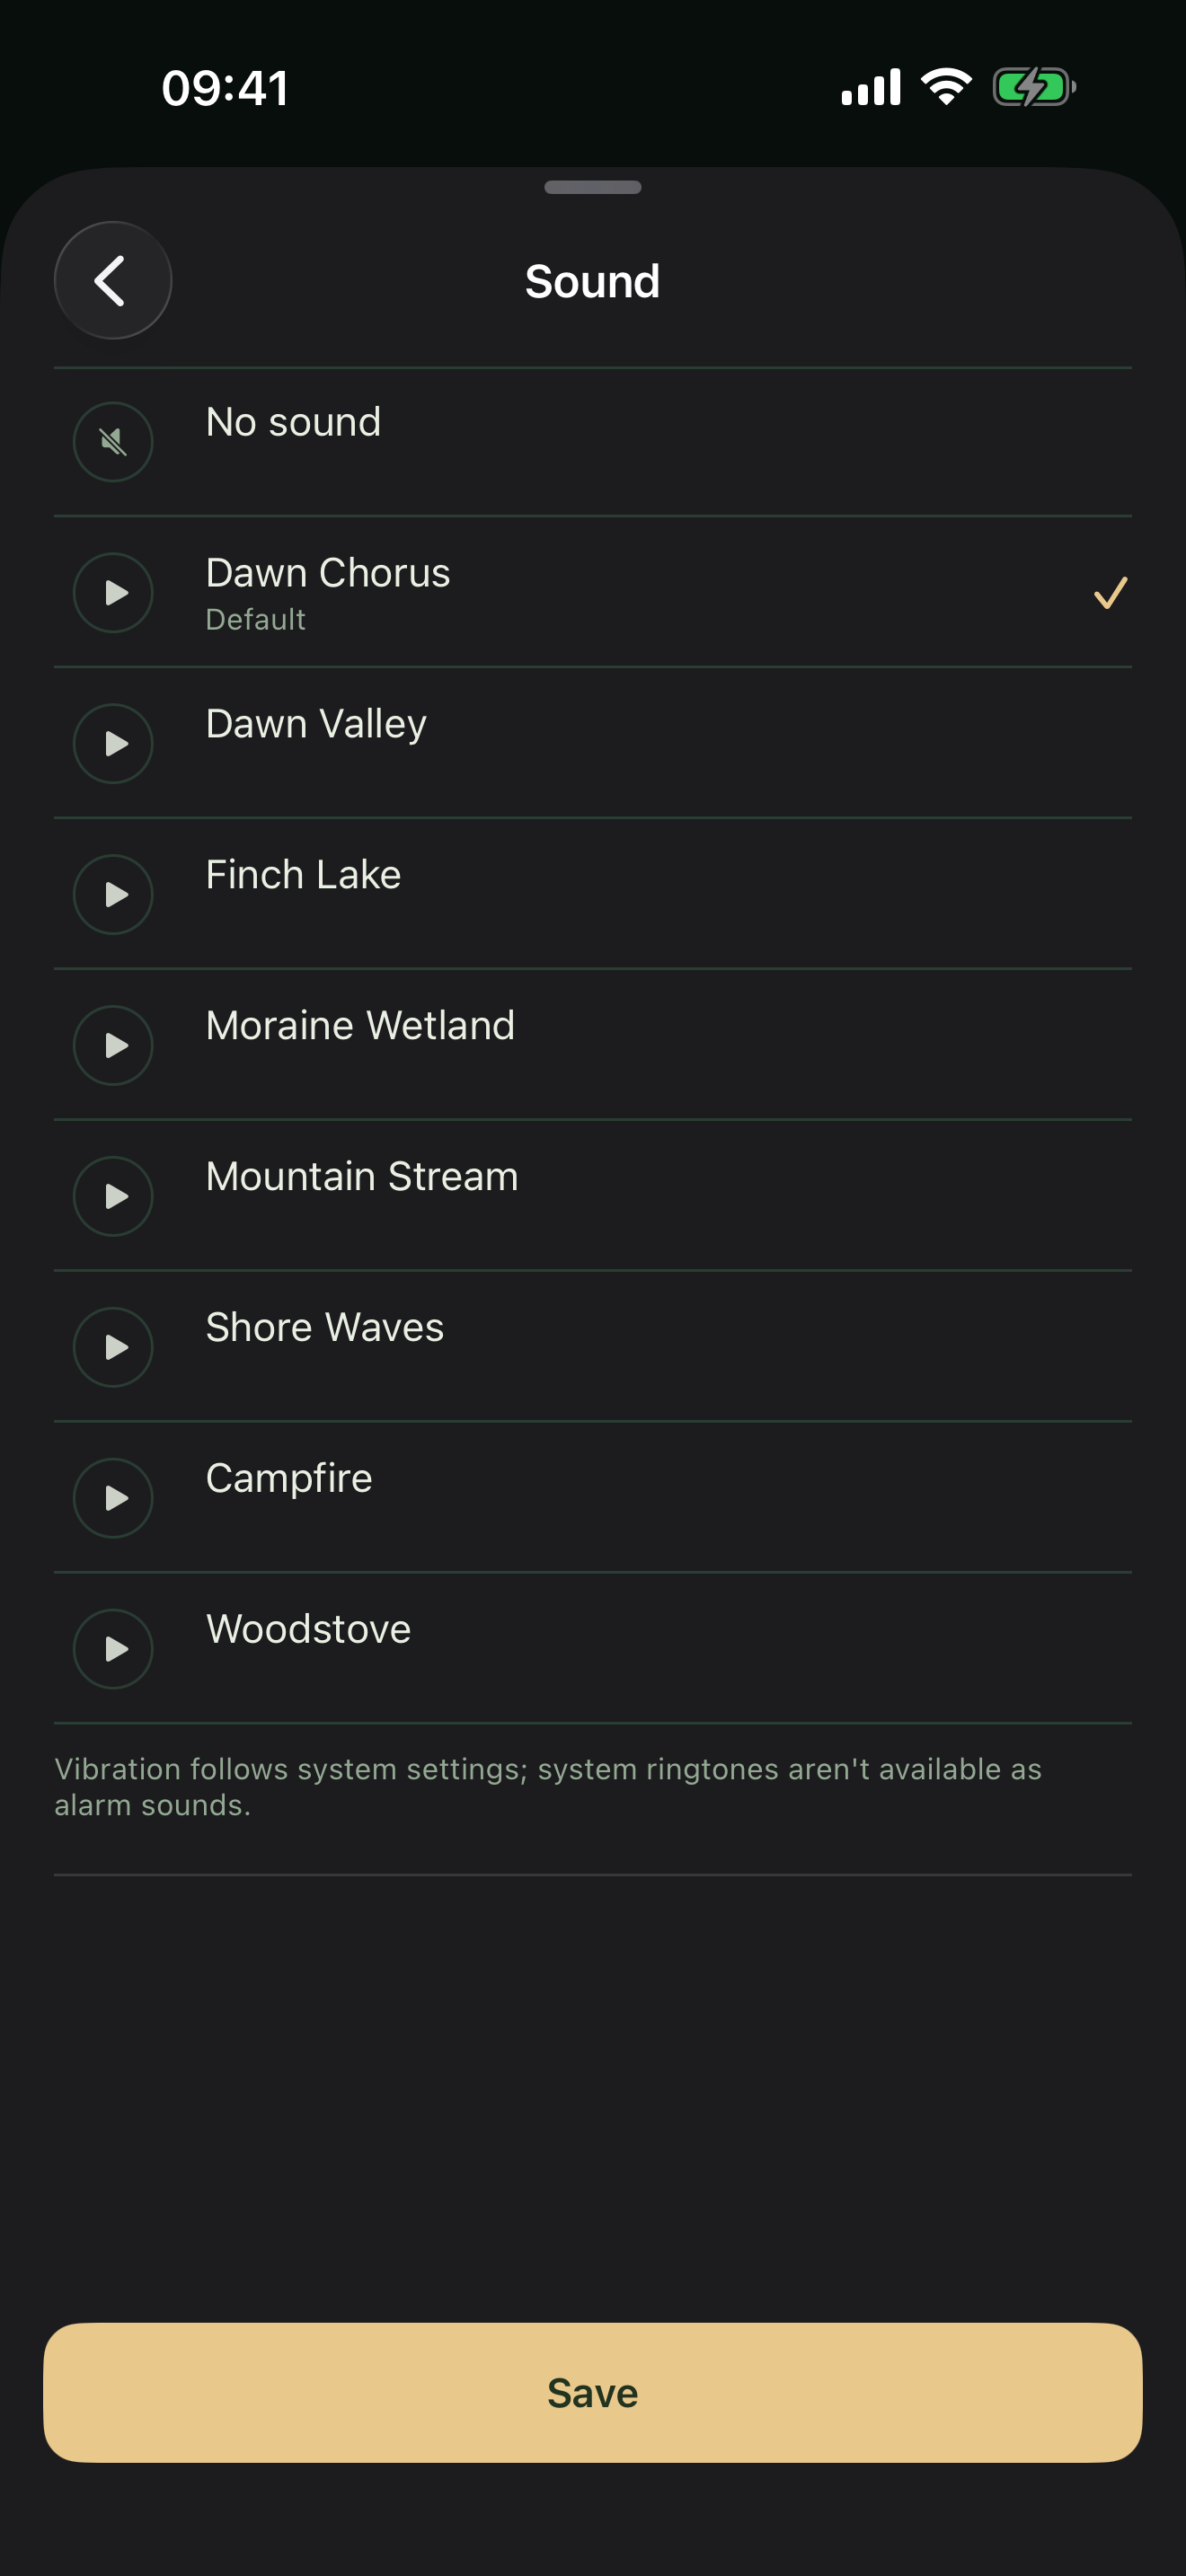 09:41
Sound
No sound
Dawn Chorus
Default
Dawn Valley
Finch Lake
Moraine Wetland
Mountain Stream
Shore Waves
Campfire
Woodstove
Vibration follows system settings; system ringtones aren't available as
alarm sounds.
Save